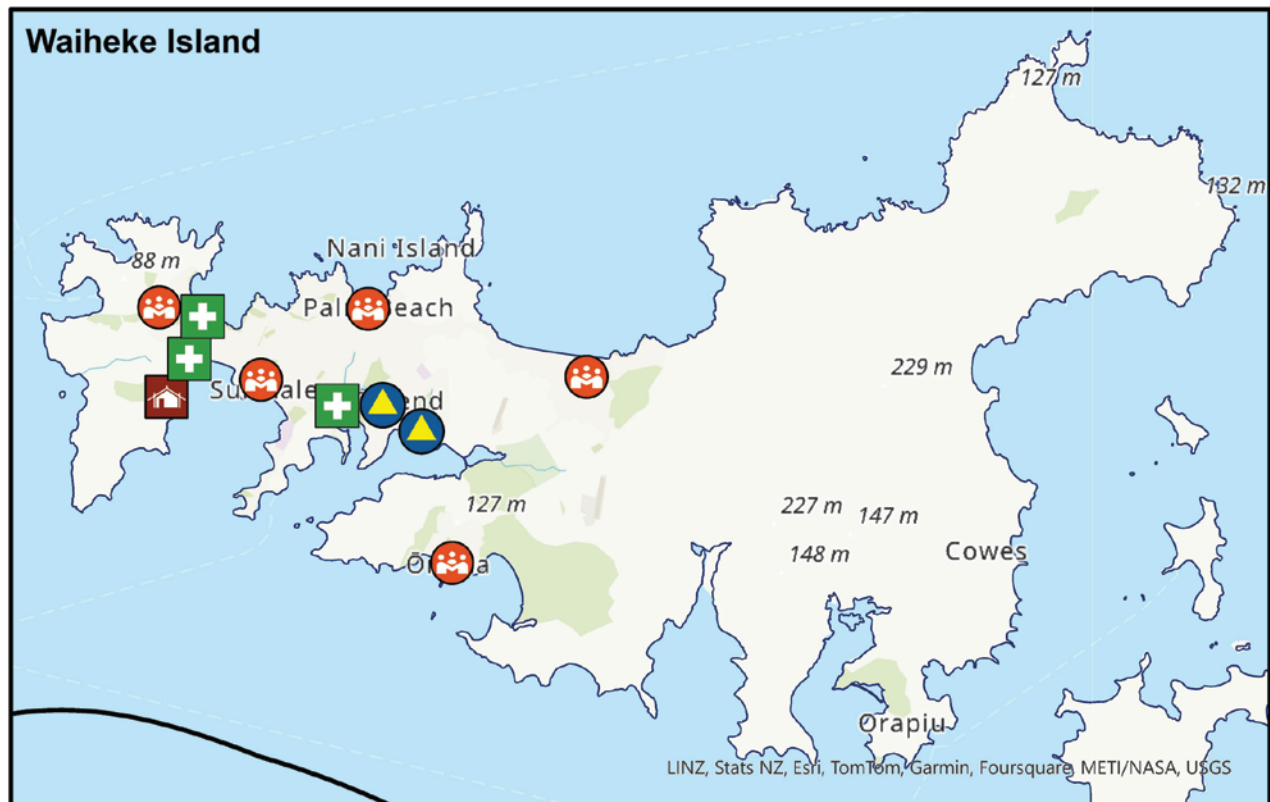 Waiheke Island
127 m
132 m
Nani Island
88 m
229 m
127 m
227 m
147 m
148 m
Cowes
Orapiu
LINZ, Stats NZ, Esri, TomTom, Garmin, Foursquare, METI/NASA, USGS